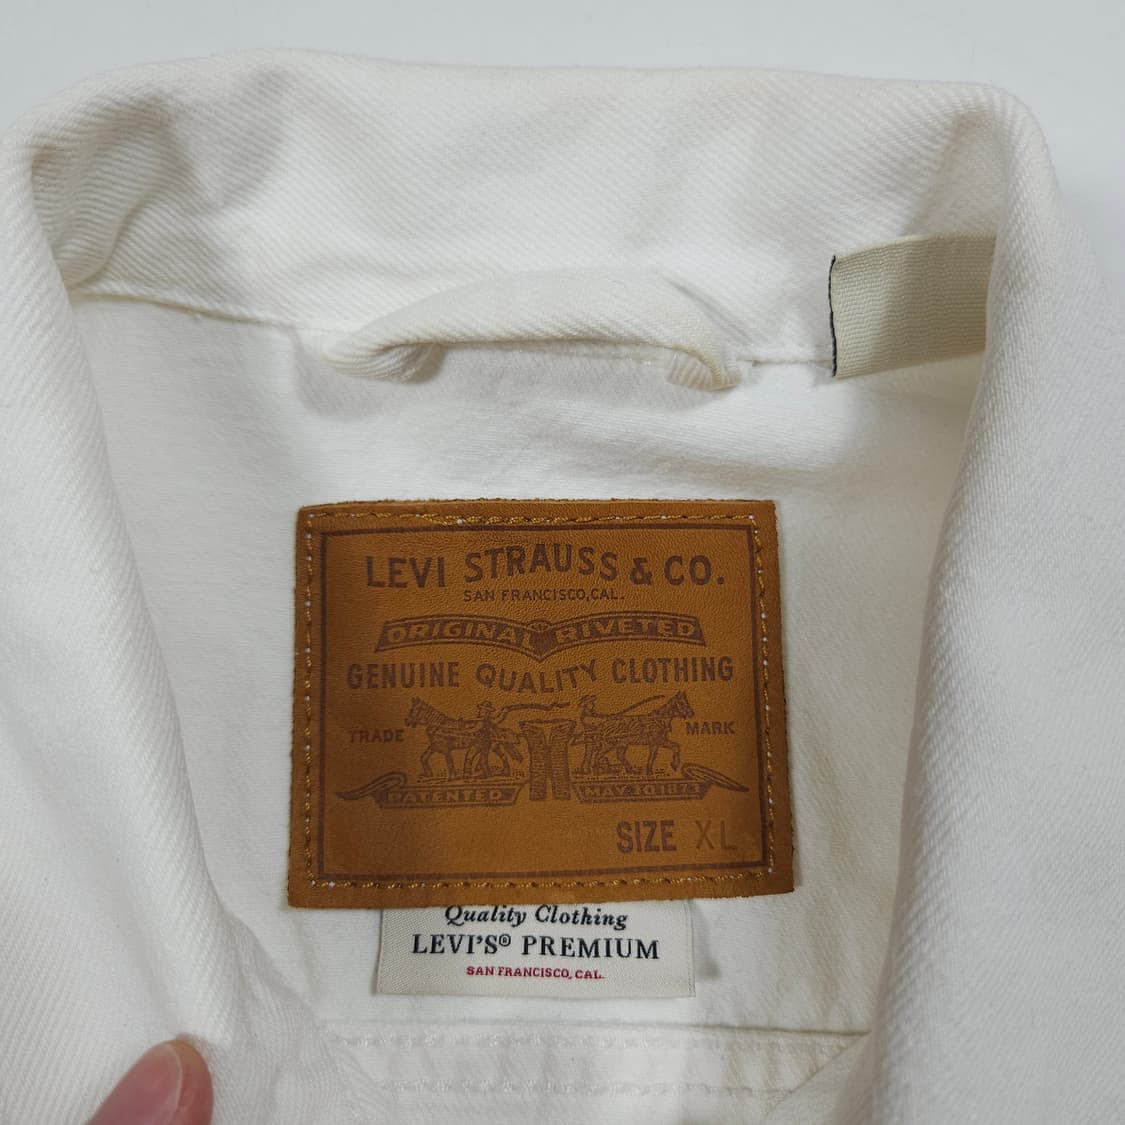 LEVI STRAUSS & CO.
SAN FRANCISCO, CAL.
ORIGINAL RIVETED
GENUINE QUALITY CLOTHING
TRADE MARK
PATENTED MAY 20 1873
SIZE XL
Quality Clothing
LEVI'S® PREMIUM
SAN FRANCISCO, CAL.